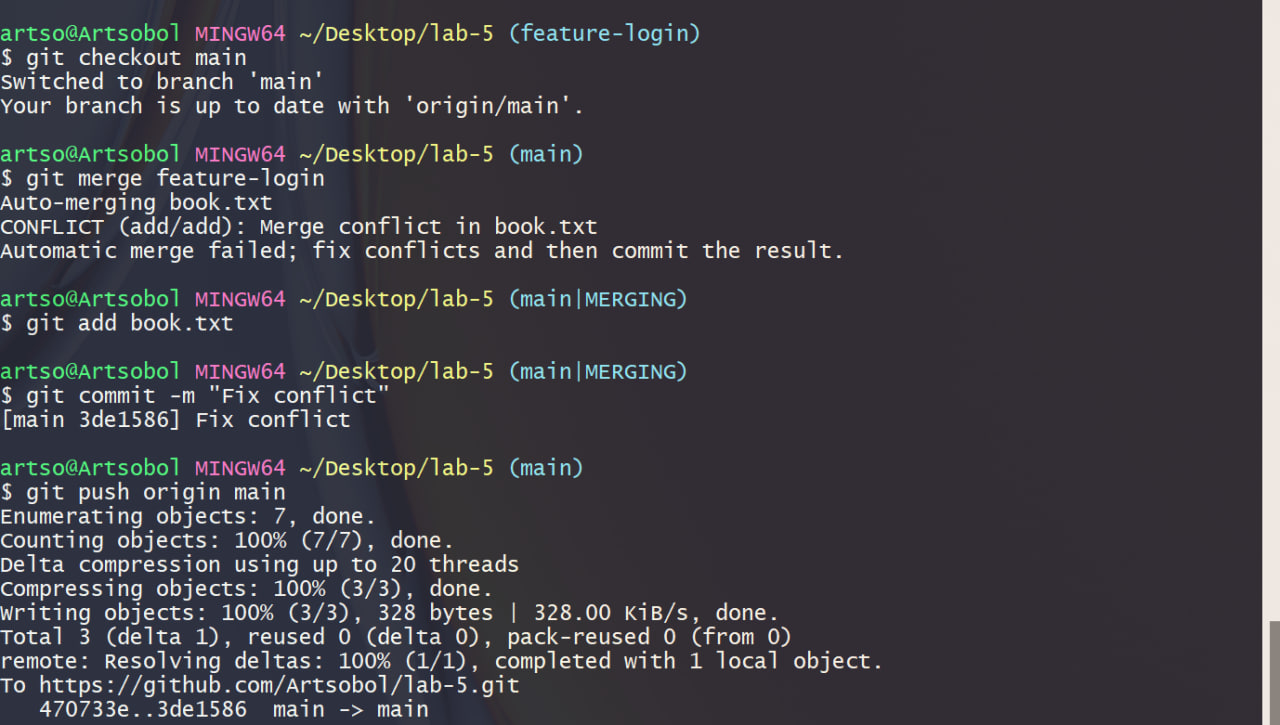 artso@Artsobol MINGW64 ~/Desktop/lab-5 (feature-login)
$ git checkout main
Switched to branch 'main'
Your branch is up to date with 'origin/main'.
artso@Artsobol MINGW64 ~/Desktop/lab-5 (main)
$ git merge feature-login
Auto-merging book.txt
CONFLICT (add/add): Merge conflict in book.txt
Automatic merge failed; fix conflicts and then commit the result.
artso@Artsobol MINGW64 ~/Desktop/lab-5 (main|MERGING)
$ git add book.txt
artso@Artsobol MINGW64 ~/Desktop/lab-5 (main|MERGING)
$ git commit -m "Fix conflict"
[main 3de1586] Fix conflict
artso@Artsobol MINGW64 ~/Desktop/lab-5 (main)
$ git push origin main
Enumerating objects: 7, done.
Counting objects: 100% (7/7), done.
Delta compression using up to 20 threads
Compressing objects: 100% (3/3), done.
Writing objects: 100% (3/3), 328 bytes | 328.00 KiB/s, done.
Total 3 (delta 1), reused 0 (delta 0), pack-reused 0 (from 0)
remote: Resolving deltas: 100% (1/1), completed with 1 local object.
To https://github.com/Artsobol/lab-5.git
   470733e..3de1586  main -> main